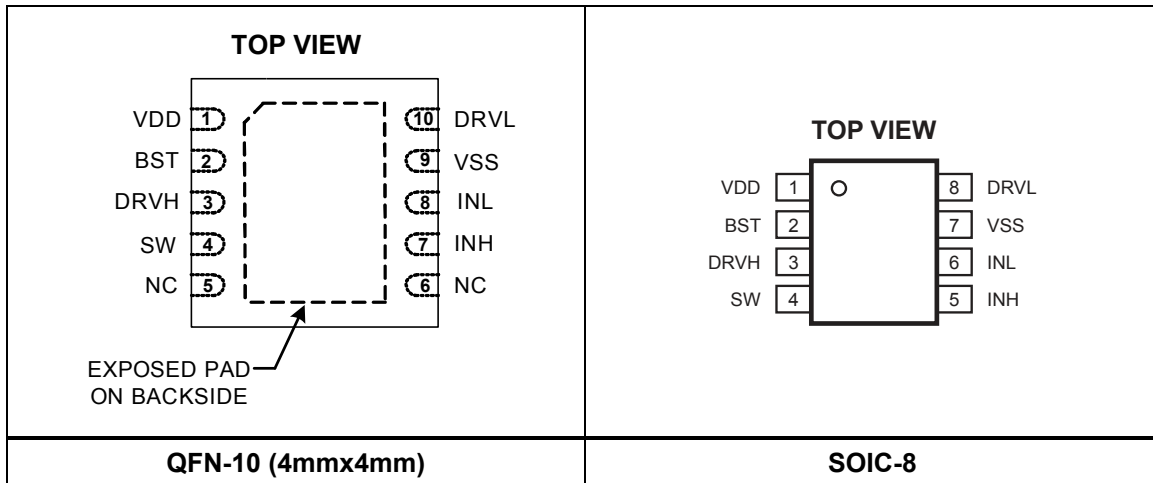 TOP VIEW
VDD 1 10 DRVL
BST 2 9 VSS
DRVH 3 8 INL
SW 4 7 INH
NC 5 6 NC
EXPOSED PAD
ON BACKSIDE
QFN-10 (4mmx4mm)
TOP VIEW
VDD 1 8 DRVL
BST 2 7 VSS
DRVH 3 6 INL
SW 4 5 INH
SOIC-8